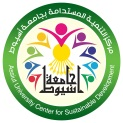 مركز التنمية المستدامة بجامعة أسيوط
جامعة
أسيوط
Assiut University Center for Sustainable Development